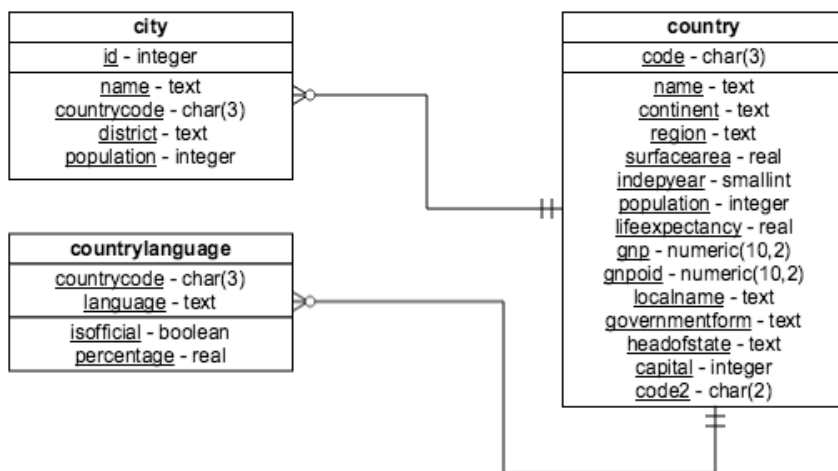 city
id - integer
name - text
countrycode - char(3)
district - text
population - integer
countrylanguage
countrycode - char(3)
language - text
isofficial - boolean
percentage - real
country
code - char(3)
name - text
continent - text
region - text
surfacearea - real
indepyear - smallint
population - integer
lifeexpectancy - real
gnp - numeric(10,2)
gnpoid - numeric(10,2)
localname - text
governmentform - text
headofstate - text
capital - integer
code2 - char(2)